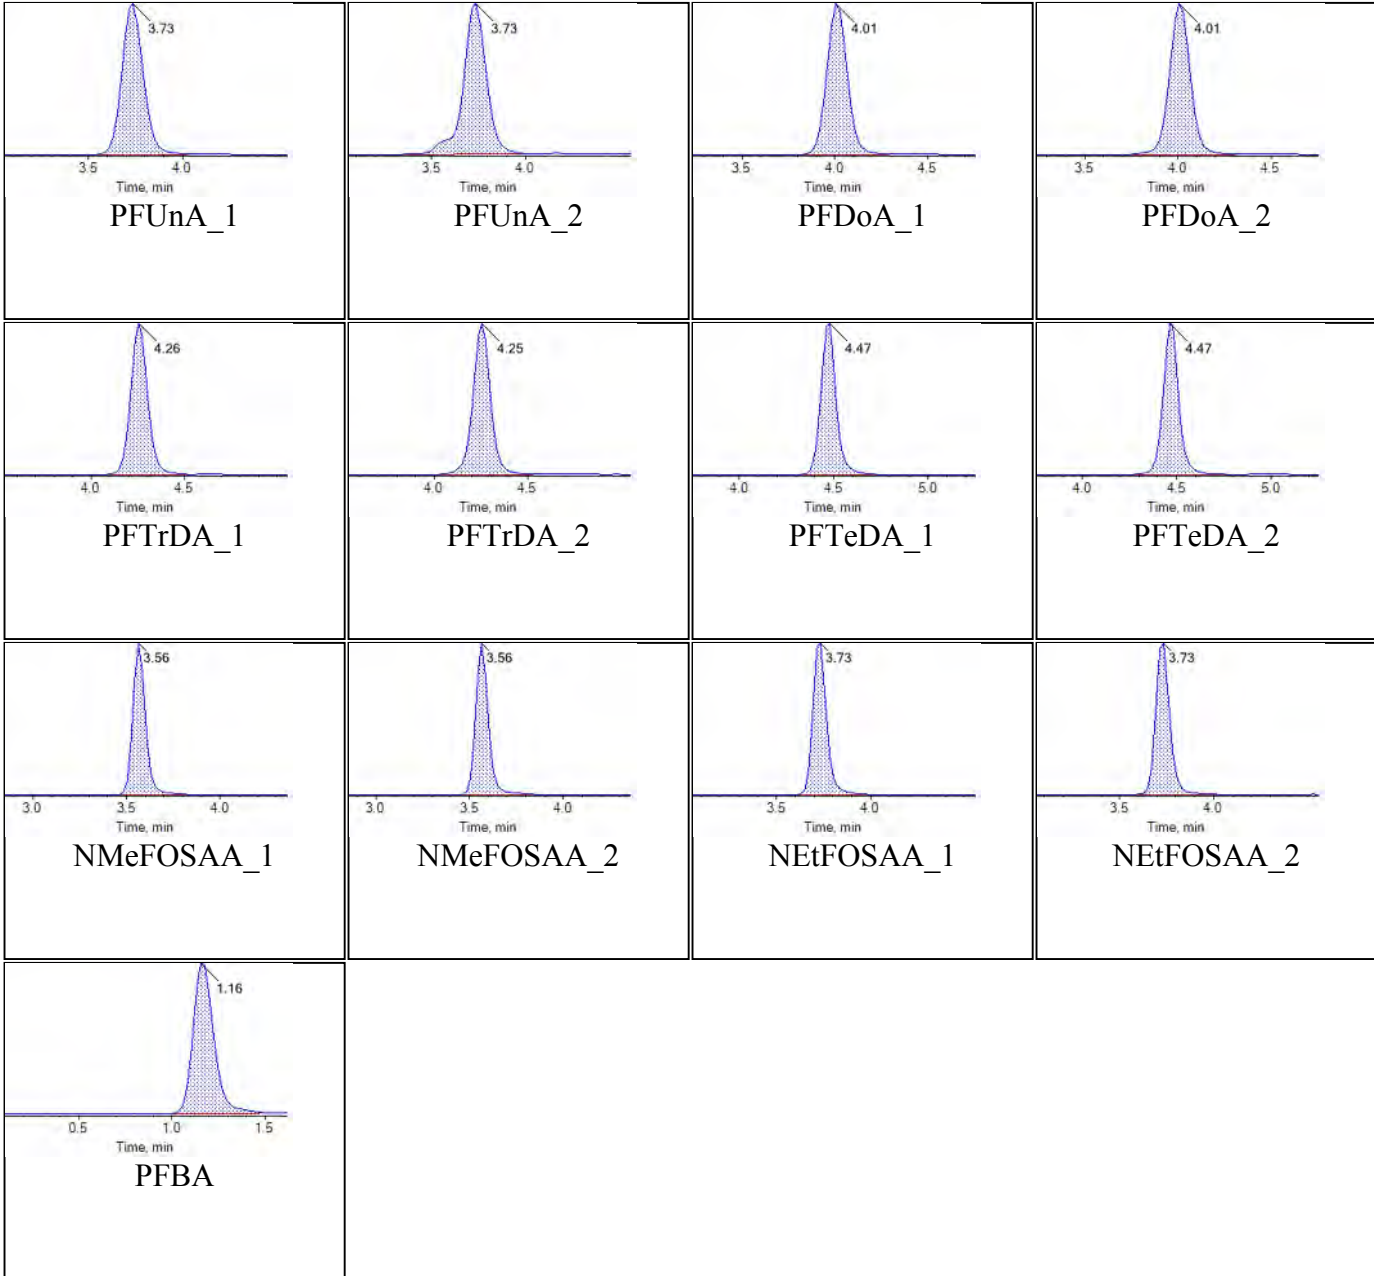 3.73
3.5 4.0
Time, min
PFUnA_1
3.73
3.5 4.0
Time, min
PFUnA_2
4.01
3.5 4.0 4.5
Time, min
PFDoA_1
4.01
3.5 4.0 4.5
Time, min
PFDoA_2
4.26
4.0 4.5
Time, min
PFTrDA_1
4.25
4.0 4.5
Time, min
PFTrDA_2
4.47
4.0 4.5 5.0
Time, min
PFTeDA_1
4.47
4.0 4.5 5.0
Time, min
PFTeDA_2
3.56
3.0 3.5 4.0
Time, min
NMeFOSAA_1
3.56
3.0 3.5 4.0
Time, min
NMeFOSAA_2
3.73
3.5 4.0
Time, min
NEtFOSAA_1
3.73
3.5 4.0
Time, min
NEtFOSAA_2
1.16
0.5 1.0 1.5
Time, min
PFBA